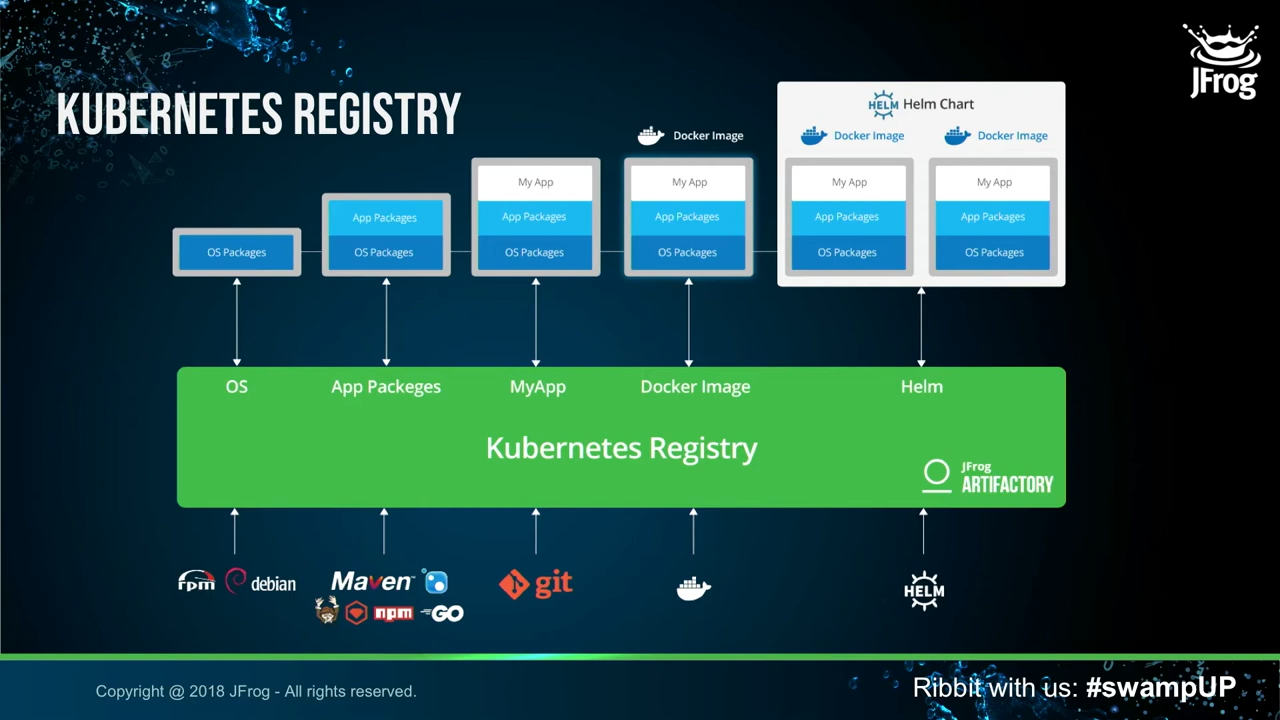 JFrog
KUBERNETES REGISTRY
HELM Helm Chart
Docker Image
Docker Image
Docker Image
My App
My App
My App
My App
App Packages
App Packages
App Packages
App Packages
App Packages
OS Packages
OS Packages
OS Packages
OS Packages
OS Packages
OS Packages
OS
App Packeges
MyApp
Docker Image
Helm
Kubernetes Registry
JFrog
ARTIFACTORY
rpm
debian
Maven™
git
HELM
npm
GO
Copyright @ 2018 JFrog - All rights reserved.
Ribbit with us: #swampUP